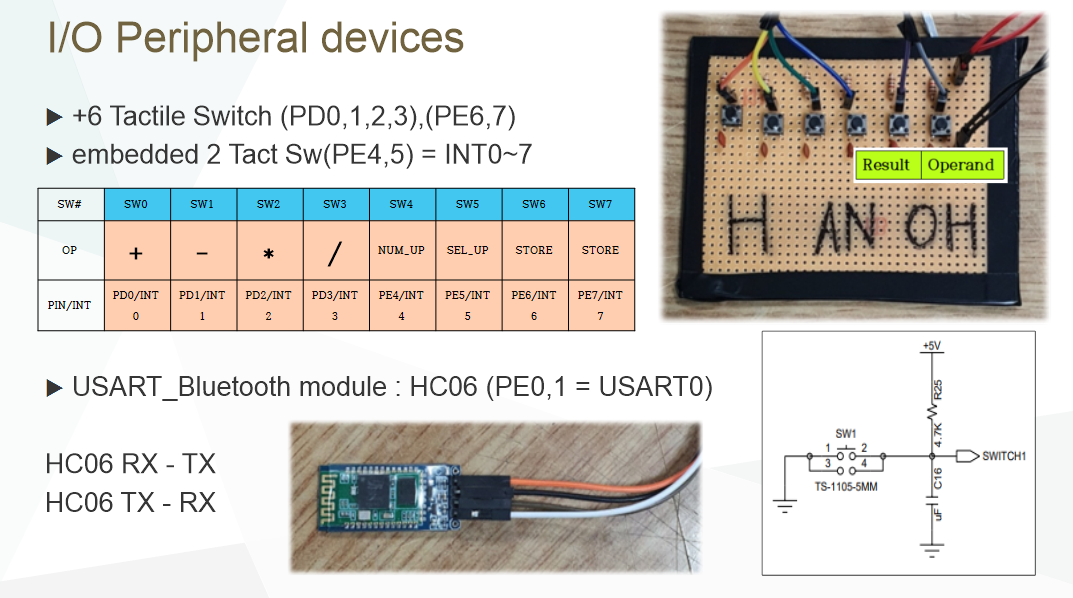 I/O Peripheral devices
+6 Tactile Switch (PD0,1,2,3),(PE6,7)
embedded 2 Tact Sw(PE4,5) = INT0~7
SW# SW0 SW1 SW2 SW3 SW4 SW5 SW6 SW7
OP + - * / NUM_UP SEL_UP STORE STORE
PIN/INT PD0/INT 0 PD1/INT 1 PD2/INT 2 PD3/INT 3 PE4/INT 4 PE5/INT 5 PE6/INT 6 PE7/INT 7
Result Operand
H AN OH
USART_Bluetooth module : HC06 (PE0,1 = USART0)
HC06 RX - TX
HC06 TX - RX
+5V
R25
4.7K
SW1
1 2
3 4
TS-1105-5MM
SWITCH1
C16
uF